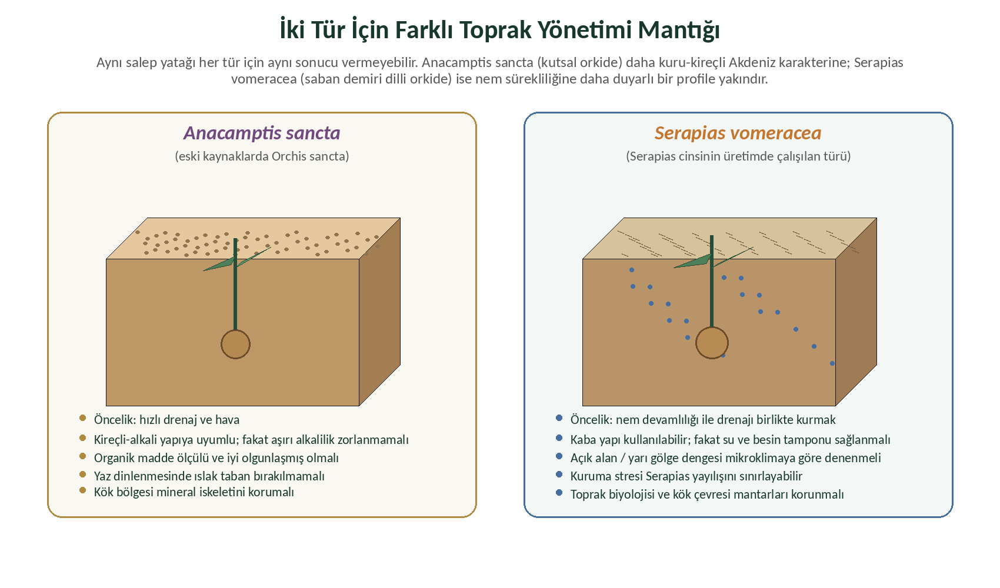 İki Tür İçin Farklı Toprak Yönetimi Mantığı
Aynı salep yatağı her tür için aynı sonucu vermeyebilir. Anacamptis sancta (kutsal orkide) daha kuru-kireçli Akdeniz karakterine; Serapias
vomeracea (saban demiri dilli orkide) ise nem sürekliliğine daha duyarlı bir profile yakındır.
Anacamptis sancta
(eski kaynaklarda Orchis sancta)
Öncelik: hızlı drenaj ve hava
Kireçli-alkali yapıya uyumlu; fakat aşırı alkalilik zorlanmamalı
Organik madde ölçülü ve iyi olgunlaşmış olmalı
Yaz dinlenmesinde ıslak taban bırakılmamalı
Kök bölgesi mineral iskeletini korumalı
Serapias vomeracea
(Serapias cinsinin üretimde çalışılan türü)
Öncelik: nem devamlılığı ile drenajı birlikte kurmak
Kaba yapı kullanılabilir; fakat su ve besin tamponu sağlanmalı
Açık alan / yarı gölge dengesi mikroklimaya göre denenmeli
Kuruma stresi Serapias yayılışını sınırlayabilir
Toprak biyolojisi ve kök çevresi mantarları korunmalı